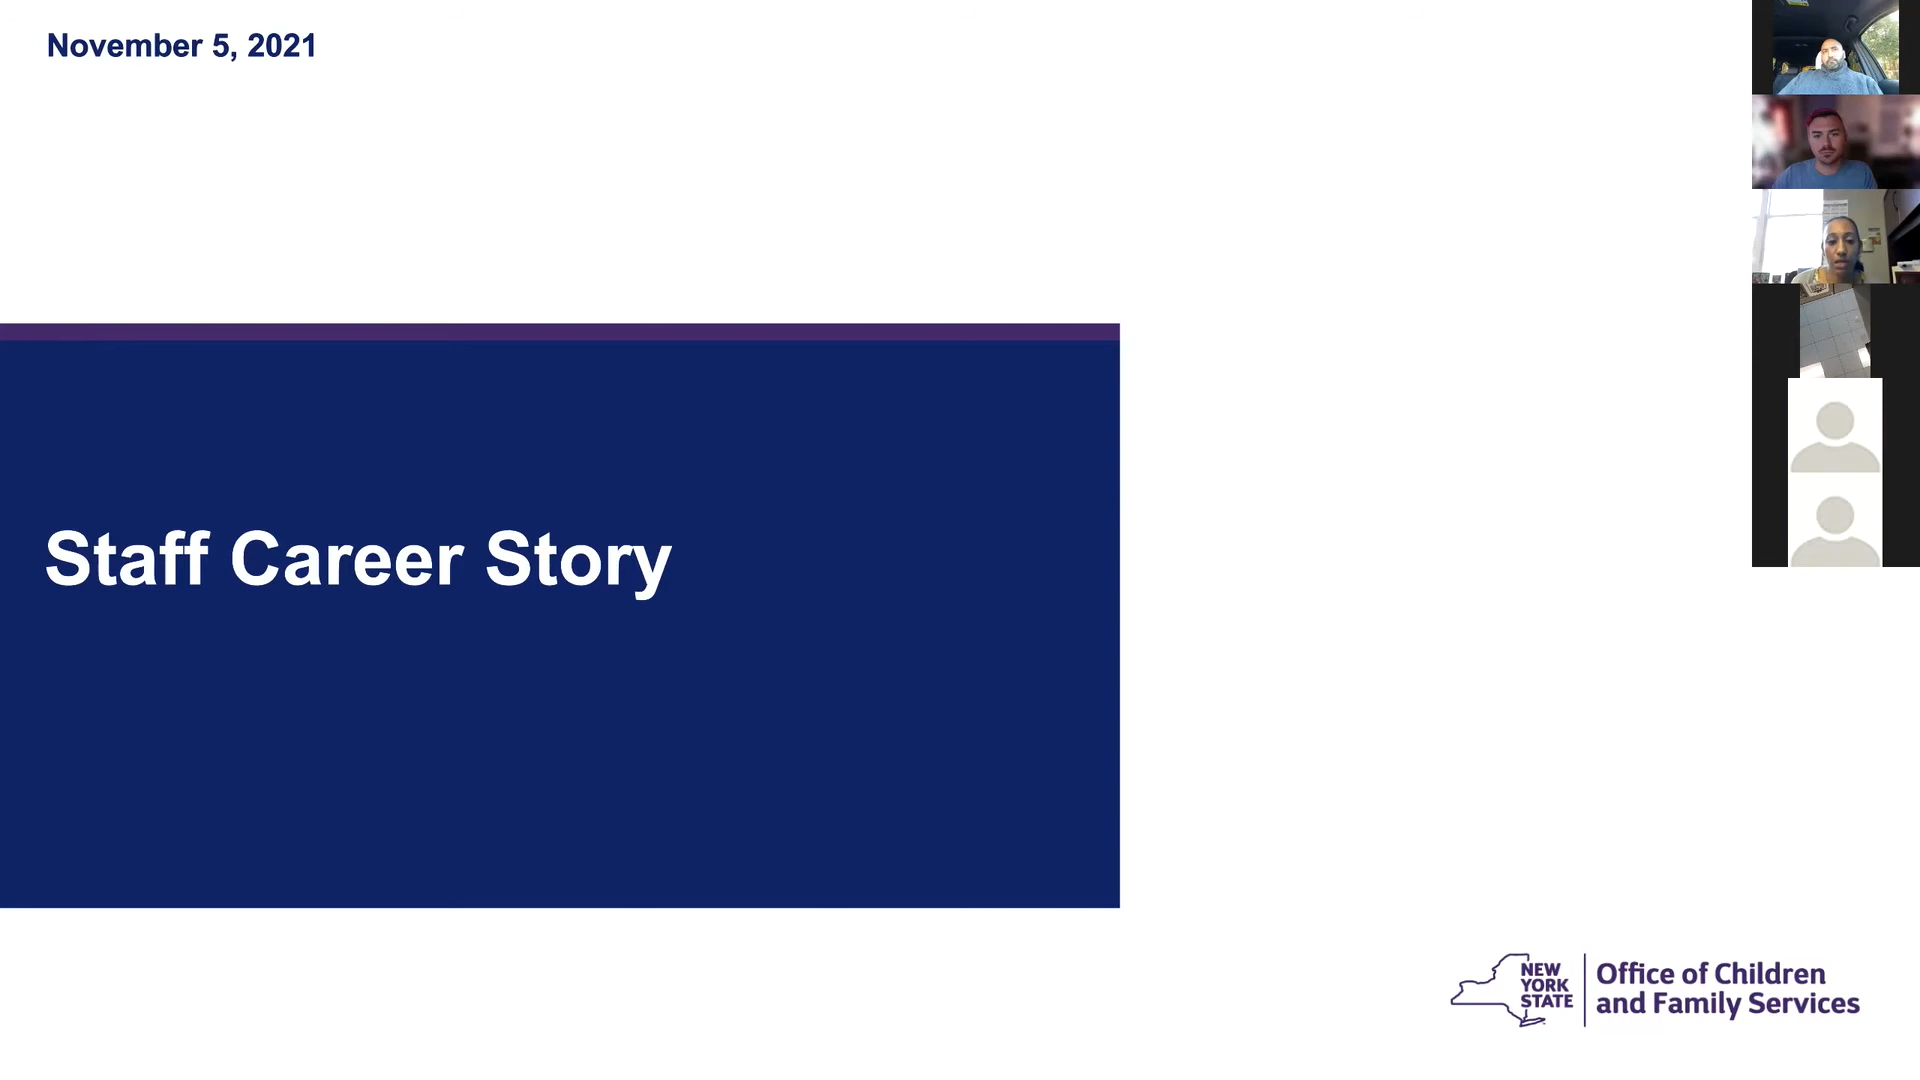 November 5, 2021
Staff Career Story
NEW
YORK
STATE
Office of Children
and Family Services